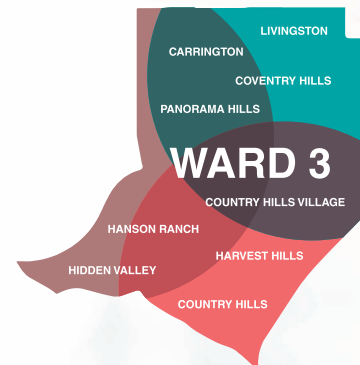 LIVINGSTON
CARRINGTON
COVENTRY HILLS
PANORAMA HILLS
WARD 3
COUNTRY HILLS VILLAGE
HANSON RANCH
HARVEST HILLS
HIDDEN VALLEY
COUNTRY HILLS